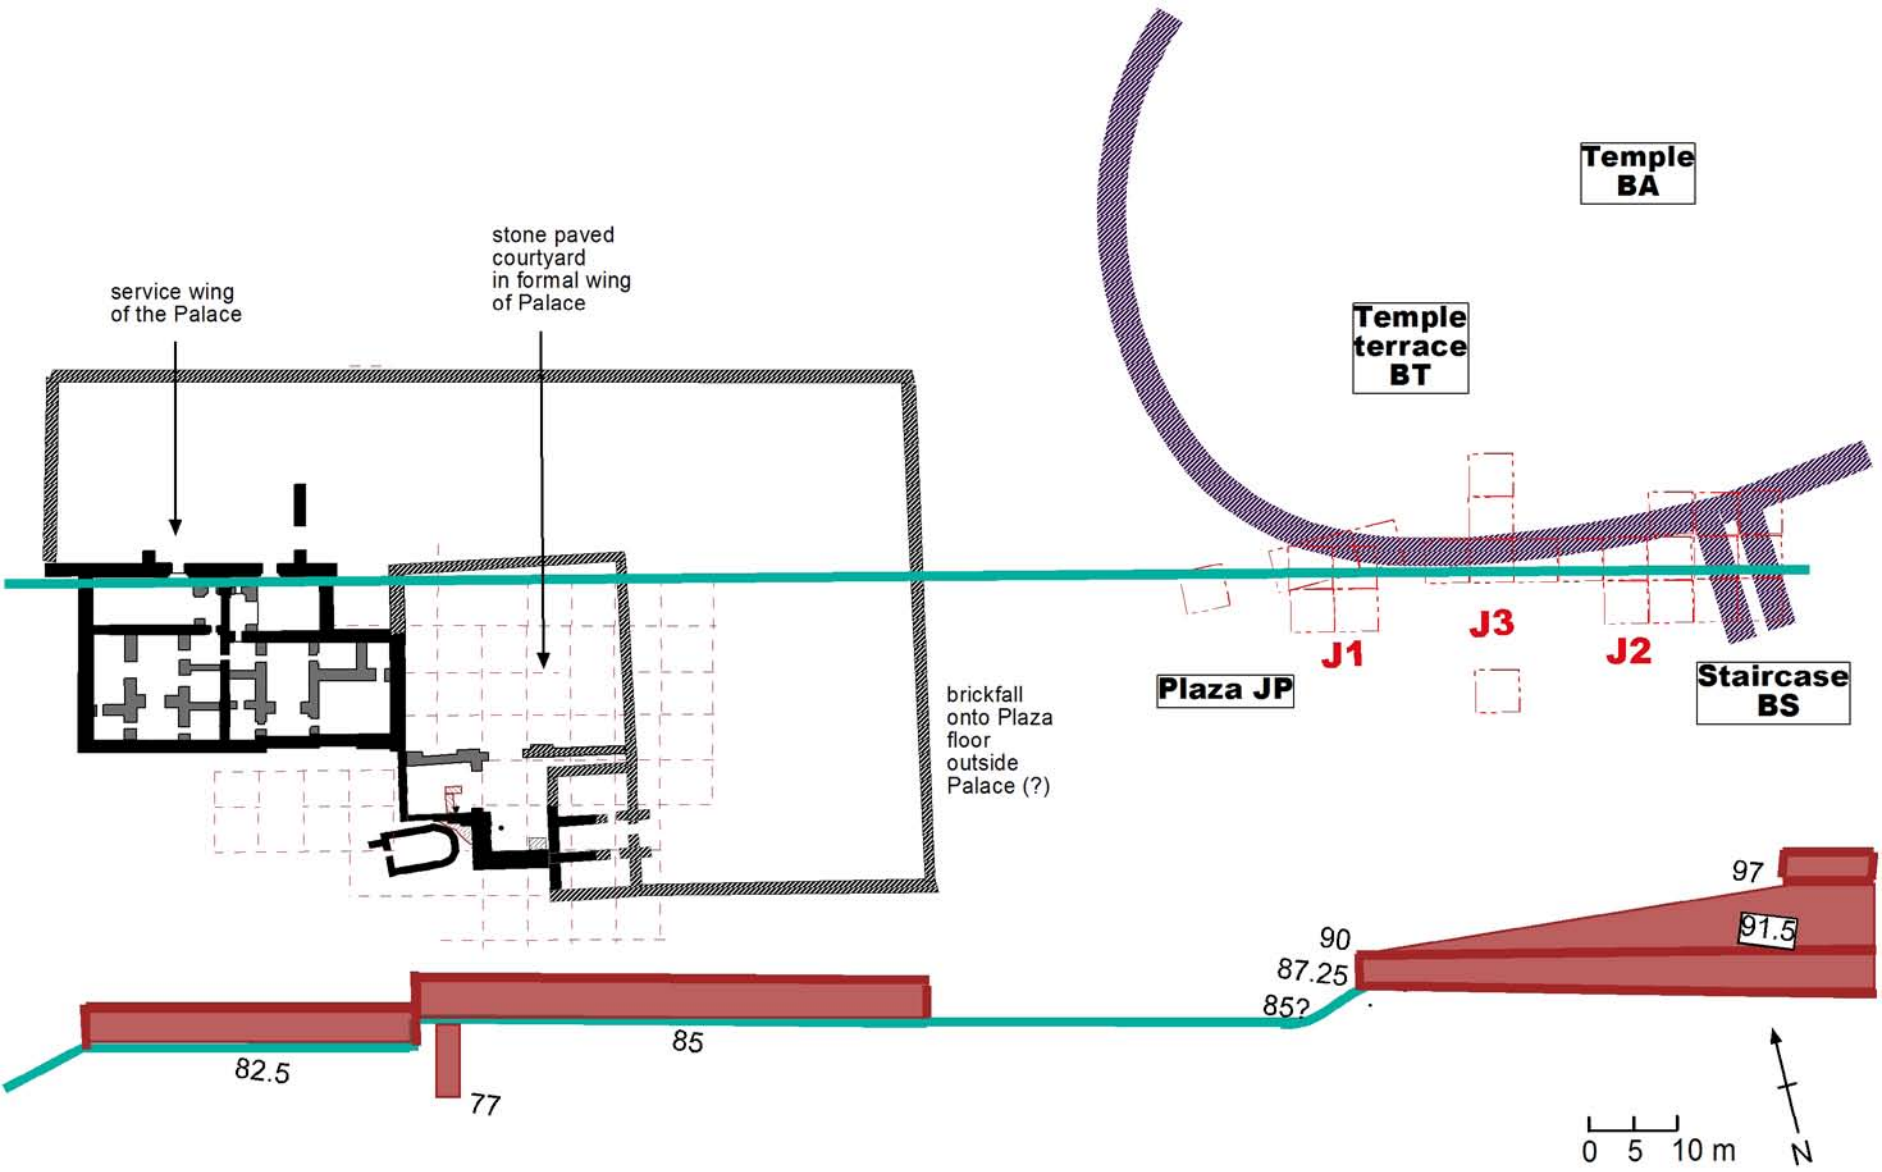 Temple
BA
stone paved
courtyard
in formal wing
of Palace
service wing
of the Palace
Temple
terrace
BT
J3
J1
J2
Plaza JP
Staircase
BS
brickfall
onto Plaza
floor
outside
Palace (?)
97
91.5
90
87.25
85?
85
82.5
77
0 5 10 m
N